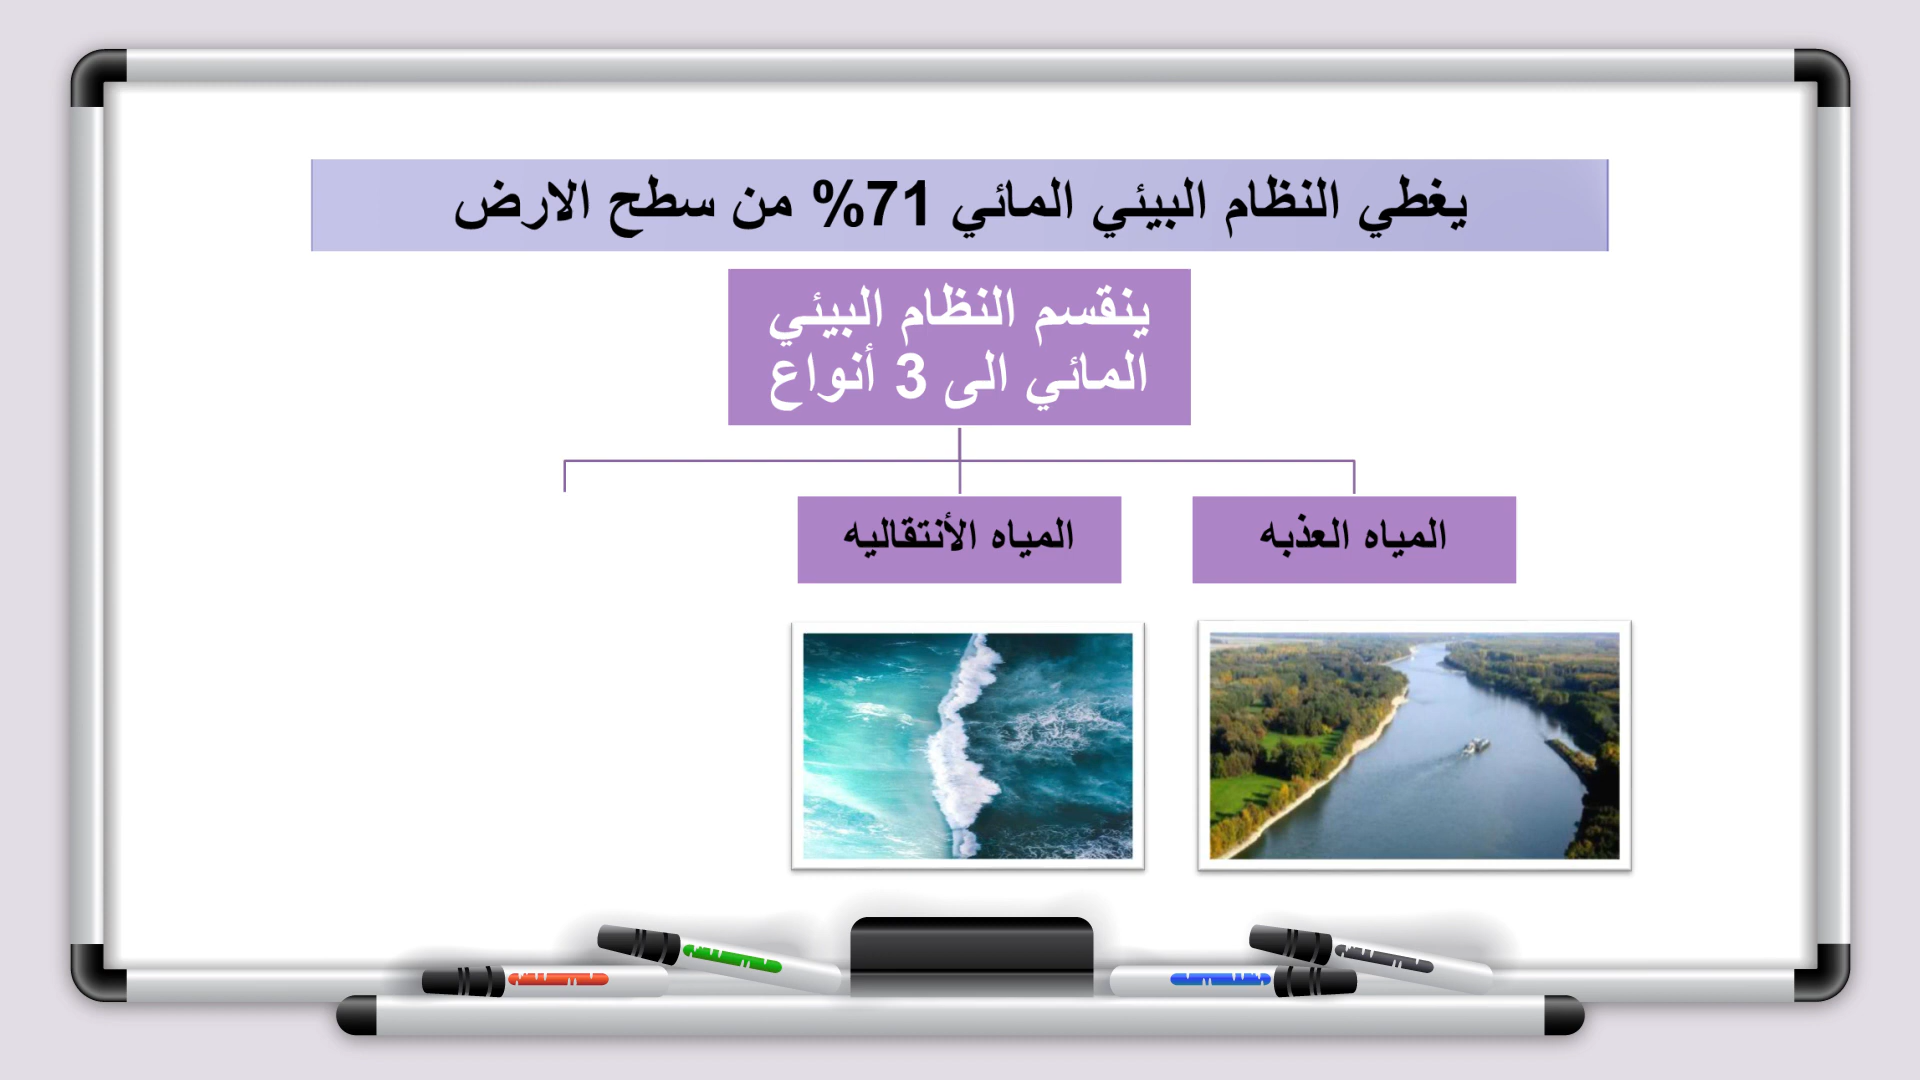 يغطي النظام البيئي المائي 71% من سطح الارض
ينقسم النظام البيئي
المائي الى 3 أنواع
المياه العذبه
المياه الأنتقاليه